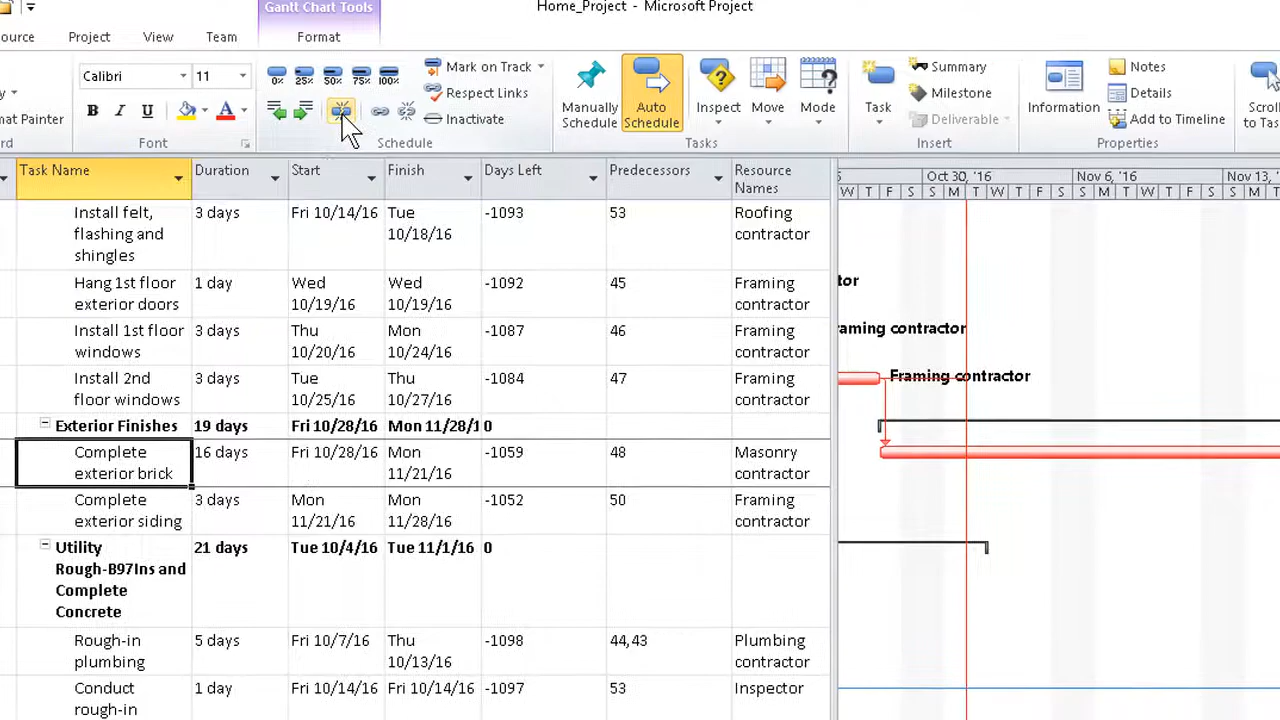 Gantt Chart Tools
Home_Project - Microsoft Project
Project View Team Format
Calibri 11
0% 25% 50% 75% 100%
Mark on Track
Respect Links
Inactivate
B I U A
Manually Schedule
Auto Schedule
Inspect
Move
Mode
Task
Summary
Milestone
Deliverable
Information
Notes
Details
Add to Timeline
Scroll
to Tas
mat Painter
Font
Schedule
Tasks
Insert
Properties
Task Name Duration Start Finish Days Left Predecessors Resource Names
Oct 30, '16 Nov 6, '16 Nov 13, '16
W T F S S M T W T F S S M T W T F S S M T
Install felt, 3 days Fri 10/14/16 Tue -1093 53 Roofing
flashing and 10/18/16 contractor
shingles
Hang 1st floor 1 day Wed Wed -1092 45 Framing
exterior doors 10/19/16 10/19/16 contractor
Install 1st floor 3 days Thu Mon -1087 46 Framing
windows 10/20/16 10/24/16 contractor
Install 2nd 3 days Tue Thu -1084 47 Framing
floor windows 10/25/16 10/27/16 contractor
Exterior Finishes 19 days Fri 10/28/16 Mon 11/28/1 0
Complete 16 days Fri 10/28/16 Mon -1059 48 Masonry
exterior brick 11/21/16 contractor
Complete 3 days Mon Mon -1052 50 Framing
exterior siding 11/21/16 11/28/16 contractor
Utility 21 days Tue 10/4/16 Tue 11/1/16 0
Rough-B97Ins and
Complete
Concrete
Rough-in 5 days Fri 10/7/16 Thu -1098 44,43 Plumbing
plumbing 10/13/16 contractor
Conduct 1 day Fri 10/14/16 Fri 10/14/16 -1097 53 Inspector
rough-in
tor
raming contractor
Framing contractor